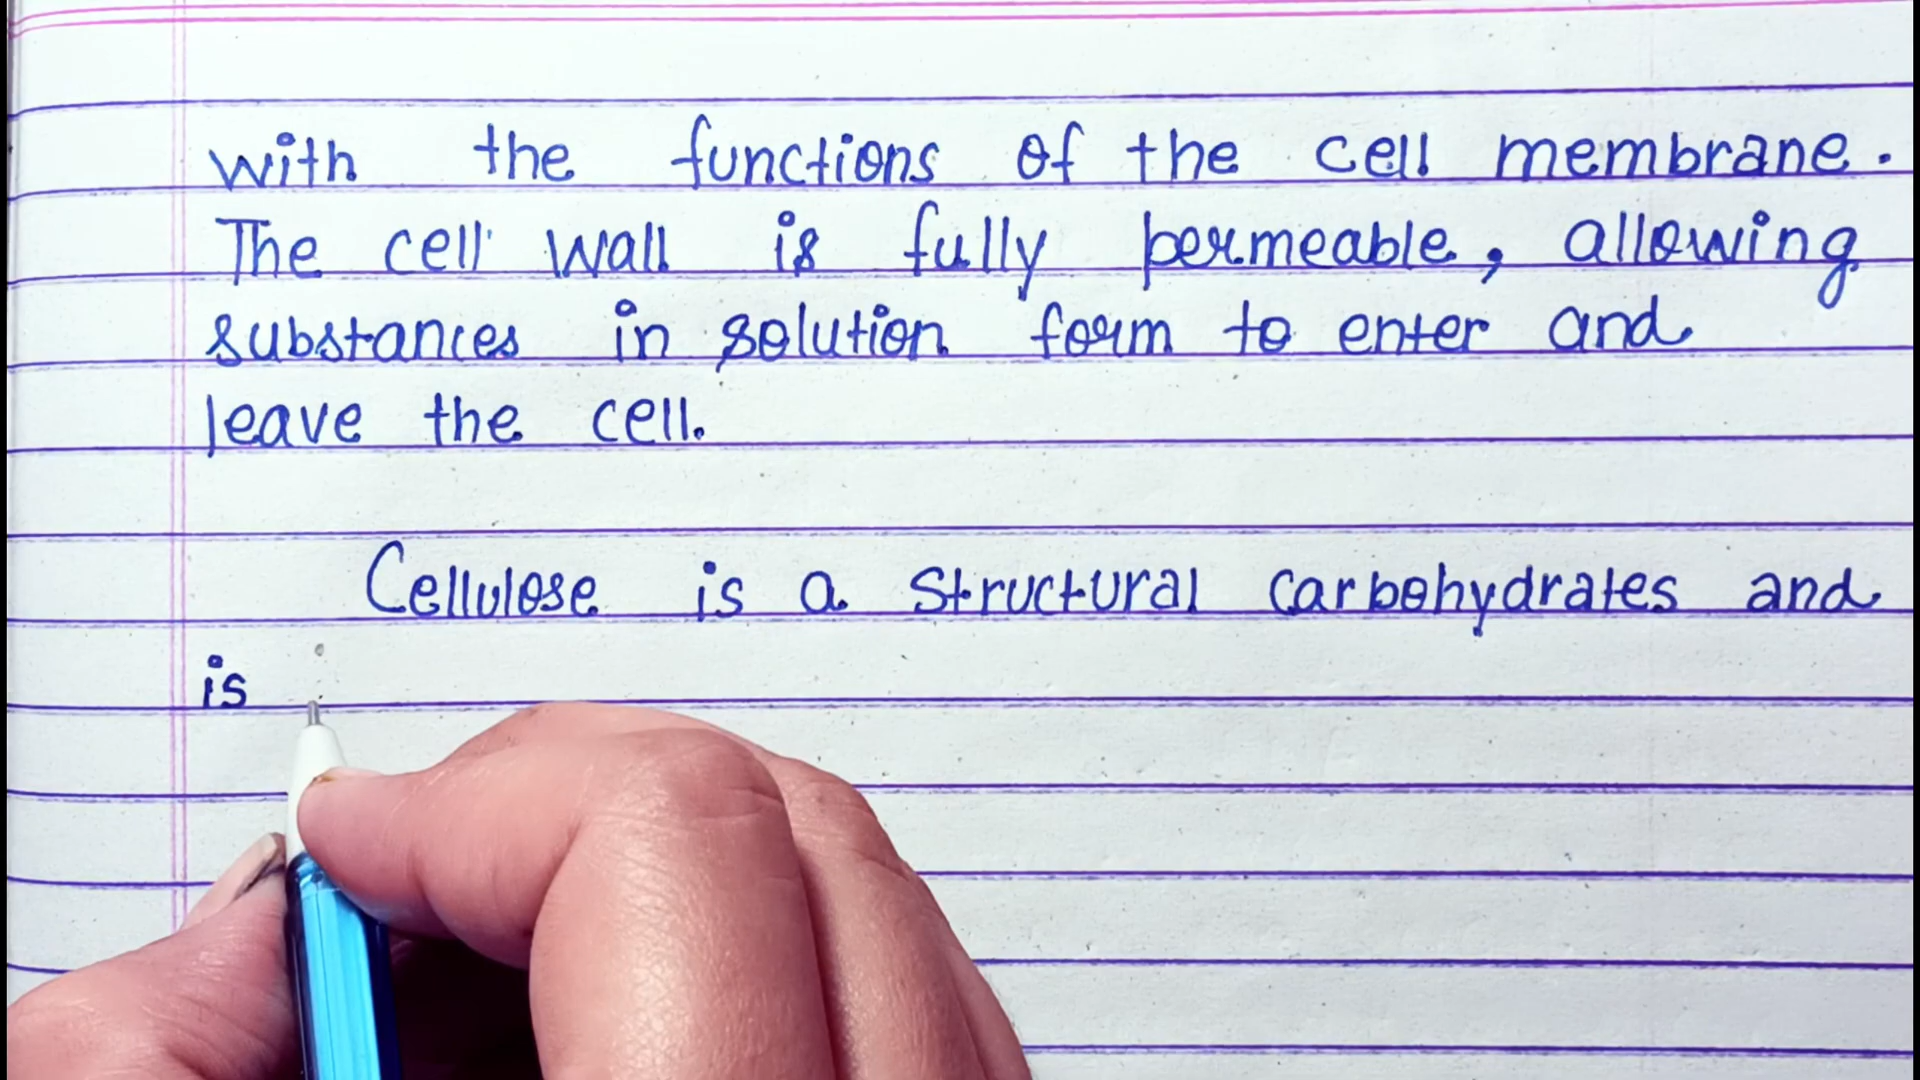 with the functions of the cell membrane.
The cell wall is fully permeable, allowing
substances in solution form to enter and
leave the cell.
Cellulose is a structural carbohydrates and
is